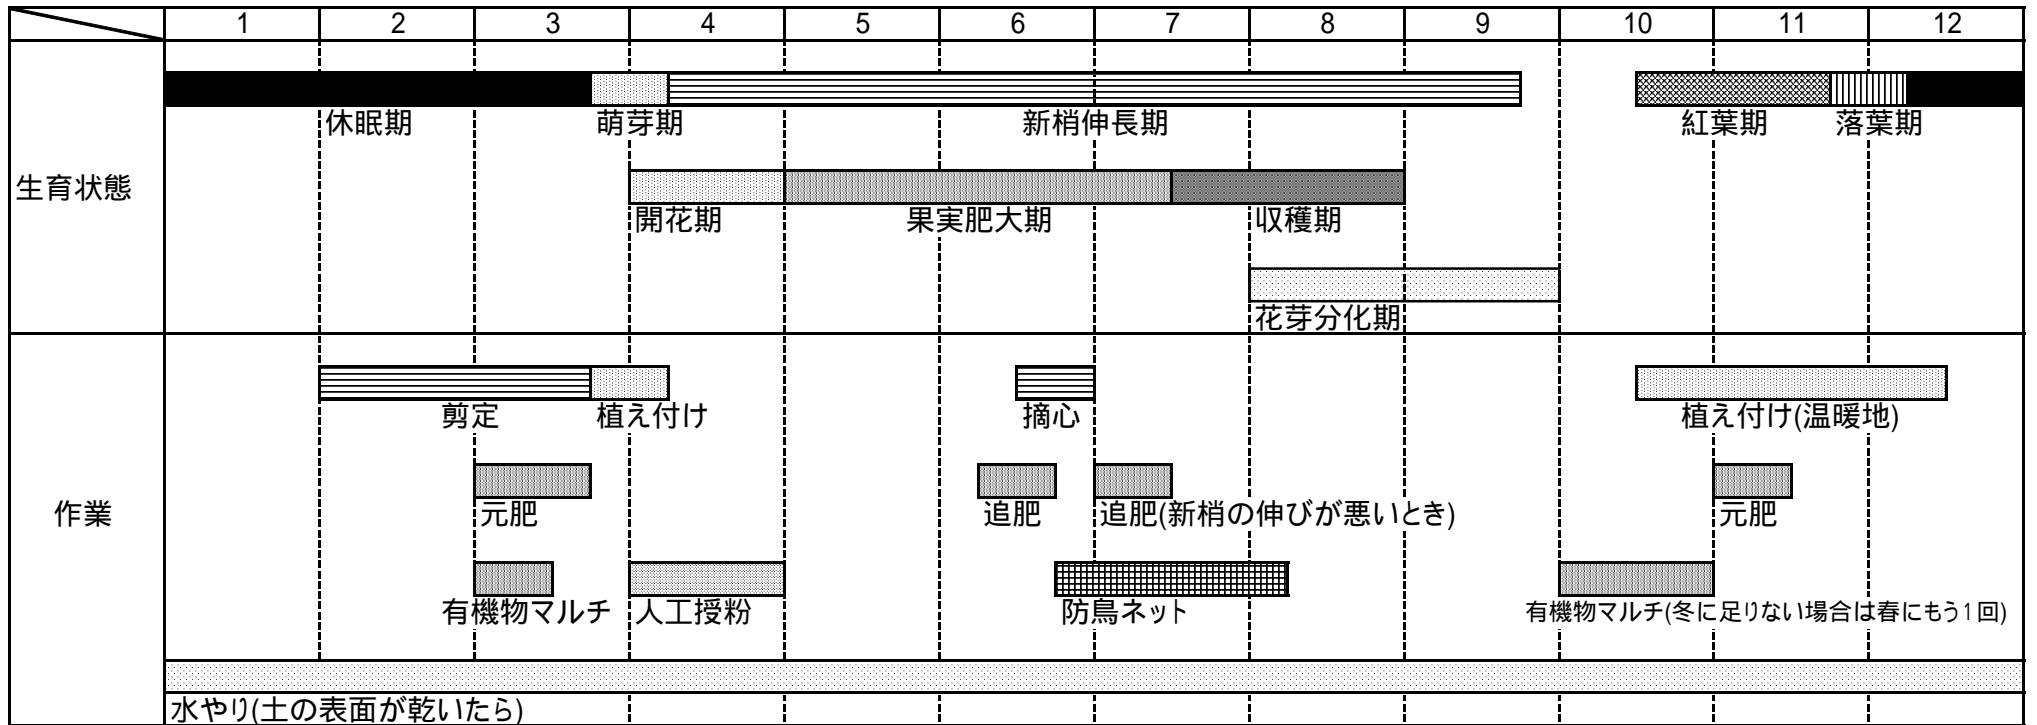 1 2 3 4 5 6 7 8 9 10 11 12
休眠期 萌芽期 新梢伸長期 紅葉期 落葉期
生育状態
開花期 果実肥大期 収穫期
花芽分化期
剪定 植え付け 摘心 植え付け(温暖地)
作業
元肥 追肥 追肥(新梢の伸びが悪いとき) 元肥
有機物マルチ 人工授粉 防鳥ネット 有機物マルチ(冬に足りない場合は春にもう1回)
水やり(土の表面が乾いたら)